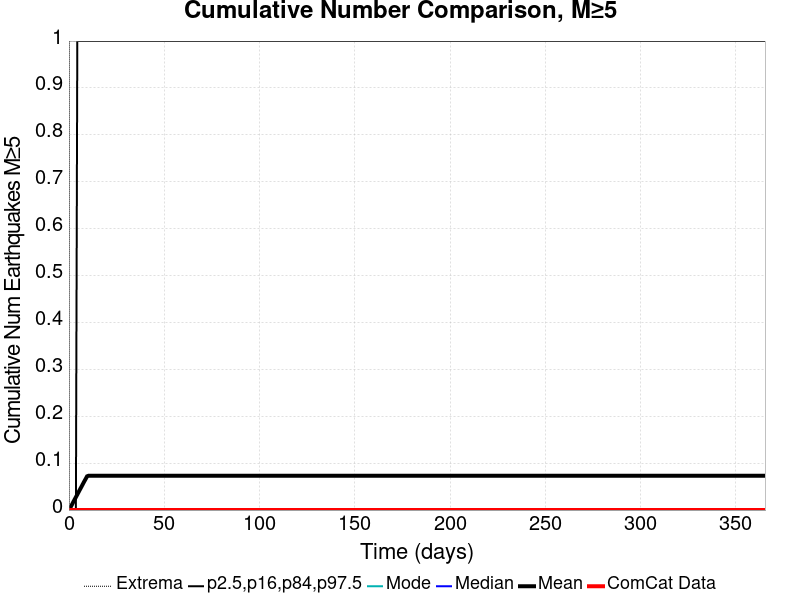 Cumulative Number Comparison, M≥5
Cumulative Num Earthquakes M≥5
1
0.9
0.8
0.7
0.6
0.5
0.4
0.3
0.2
0.1
0
0 50 100 150 200 250 300 350
Time (days)
Extrema p2.5,p16,p84,p97.5 Mode Median Mean ComCat Data